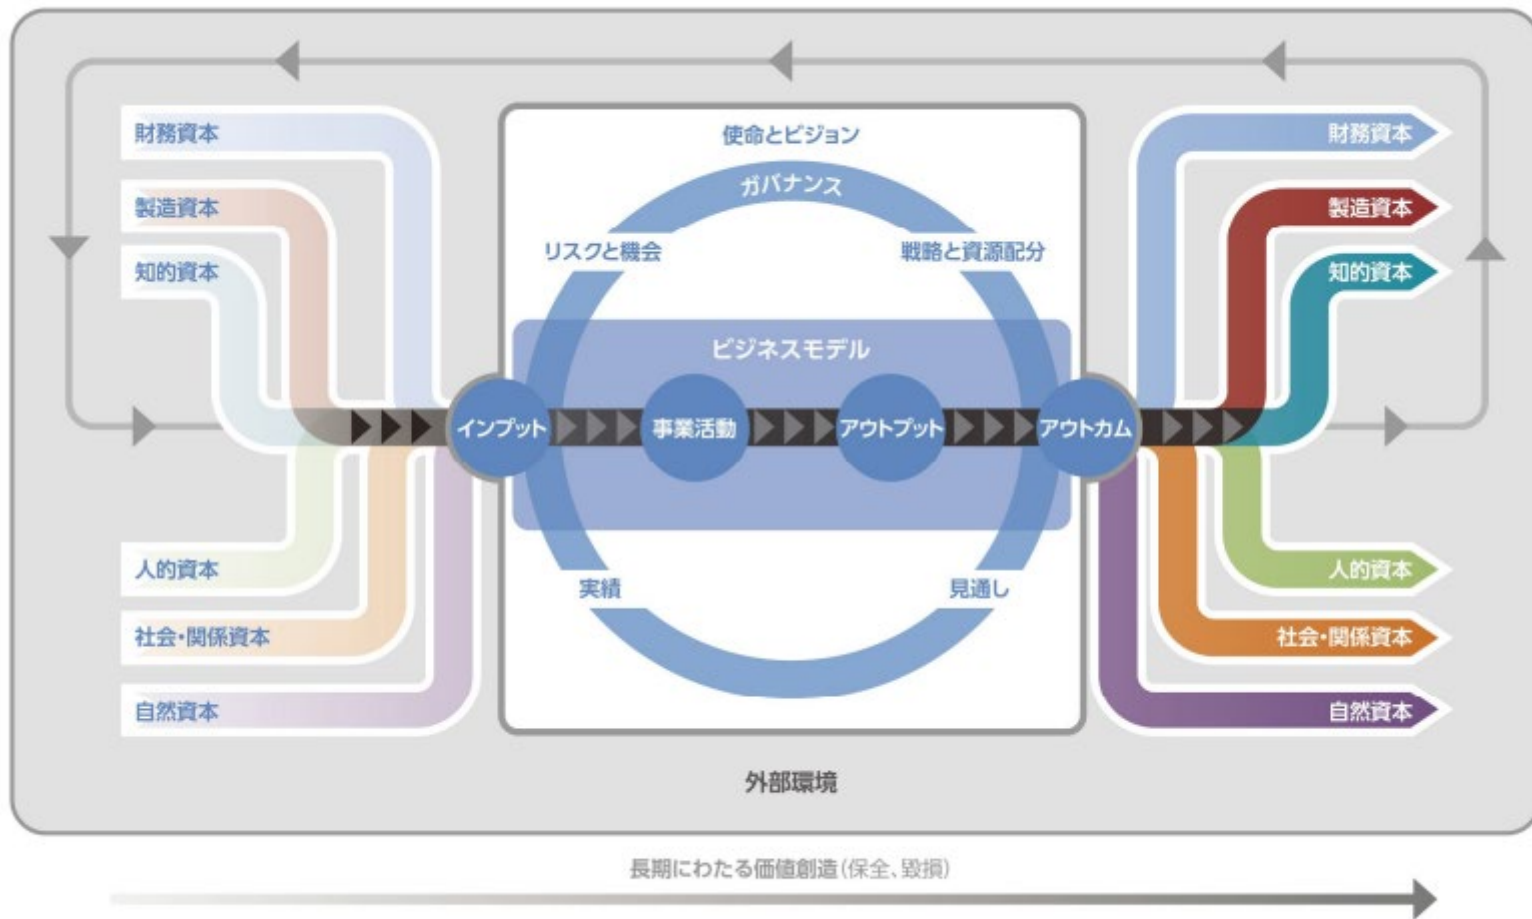 財務資本
製造資本
知的資本
人的資本
社会・関係資本
自然資本
使命とビジョン
ガバナンス
リスクと機会
戦略と資源配分
ビジネスモデル
インプット
事業活動
アウトプット
アウトカム
実績
見通し
財務資本
製造資本
知的資本
人的資本
社会・関係資本
自然資本
外部環境
長期にわたる価値創造(保全、毀損)